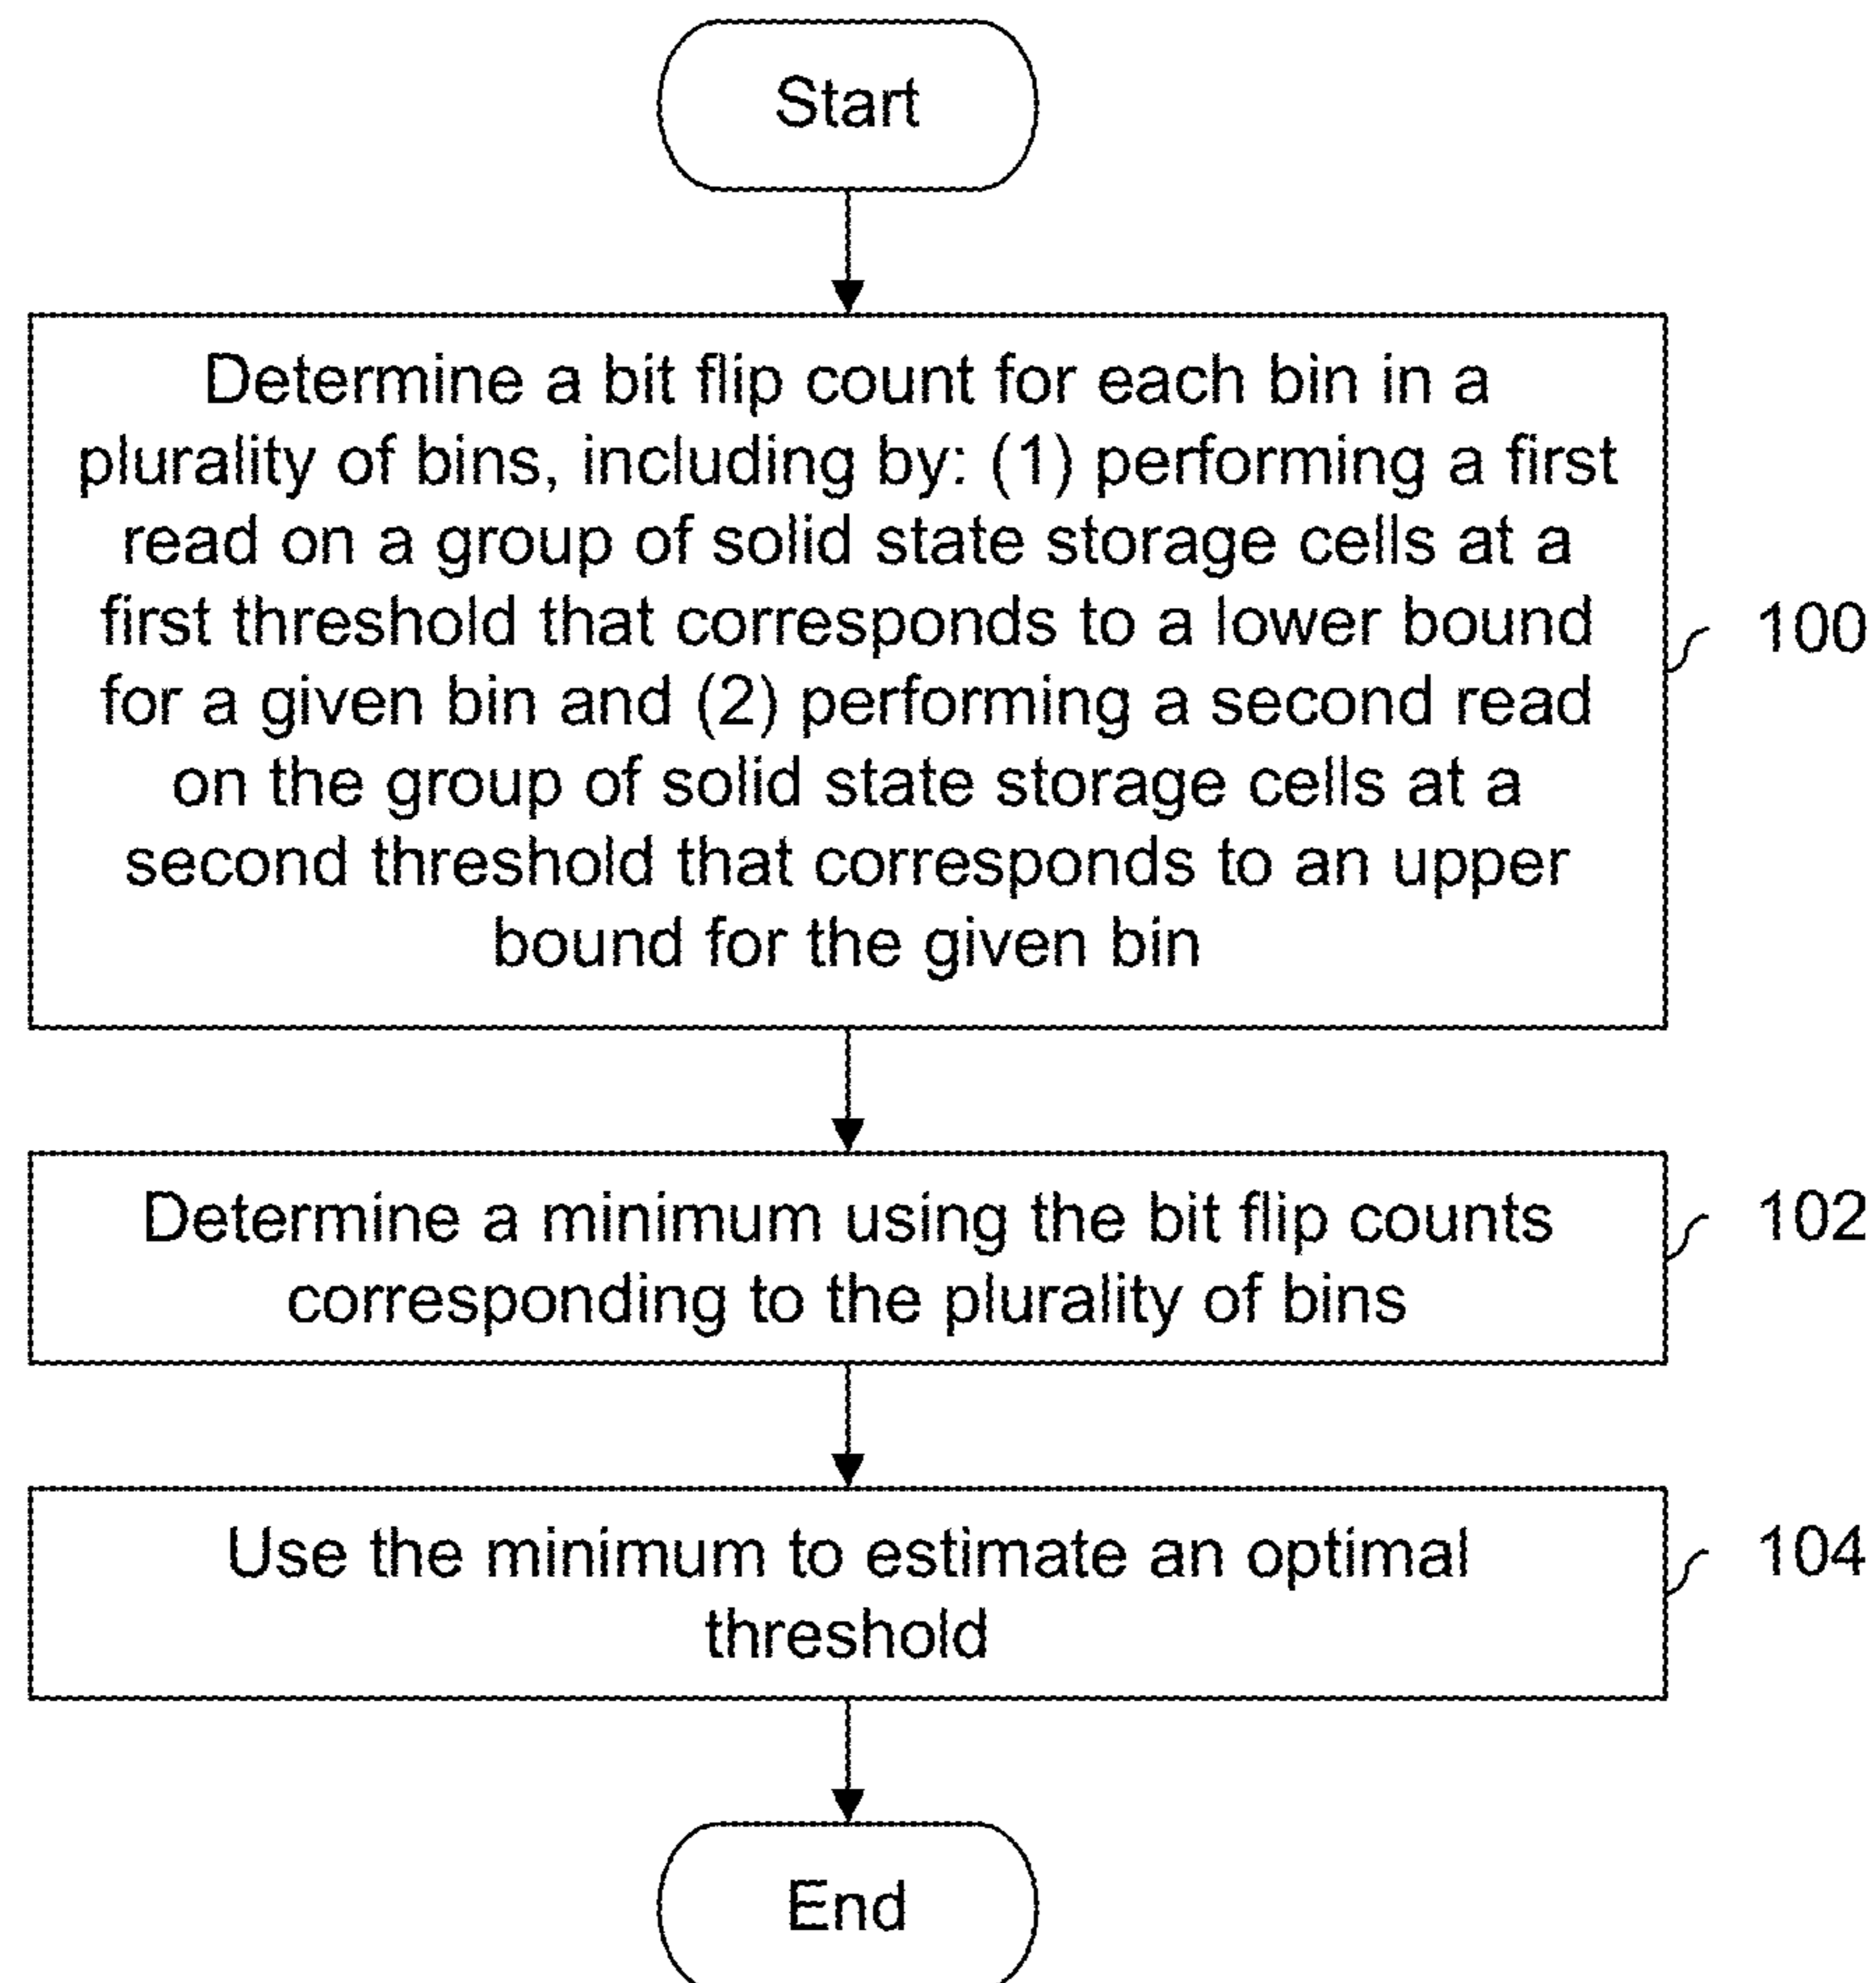 Start
Determine a bit flip count for each bin in a
plurality of bins, including by: (1) performing a first
read on a group of solid state storage cells at a
first threshold that corresponds to a lower bound
for a given bin and (2) performing a second read
on the group of solid state storage cells at a
second threshold that corresponds to an upper
bound for the given bin
100
Determine a minimum using the bit flip counts
corresponding to the plurality of bins
102
Use the minimum to estimate an optimal
threshold
104
End